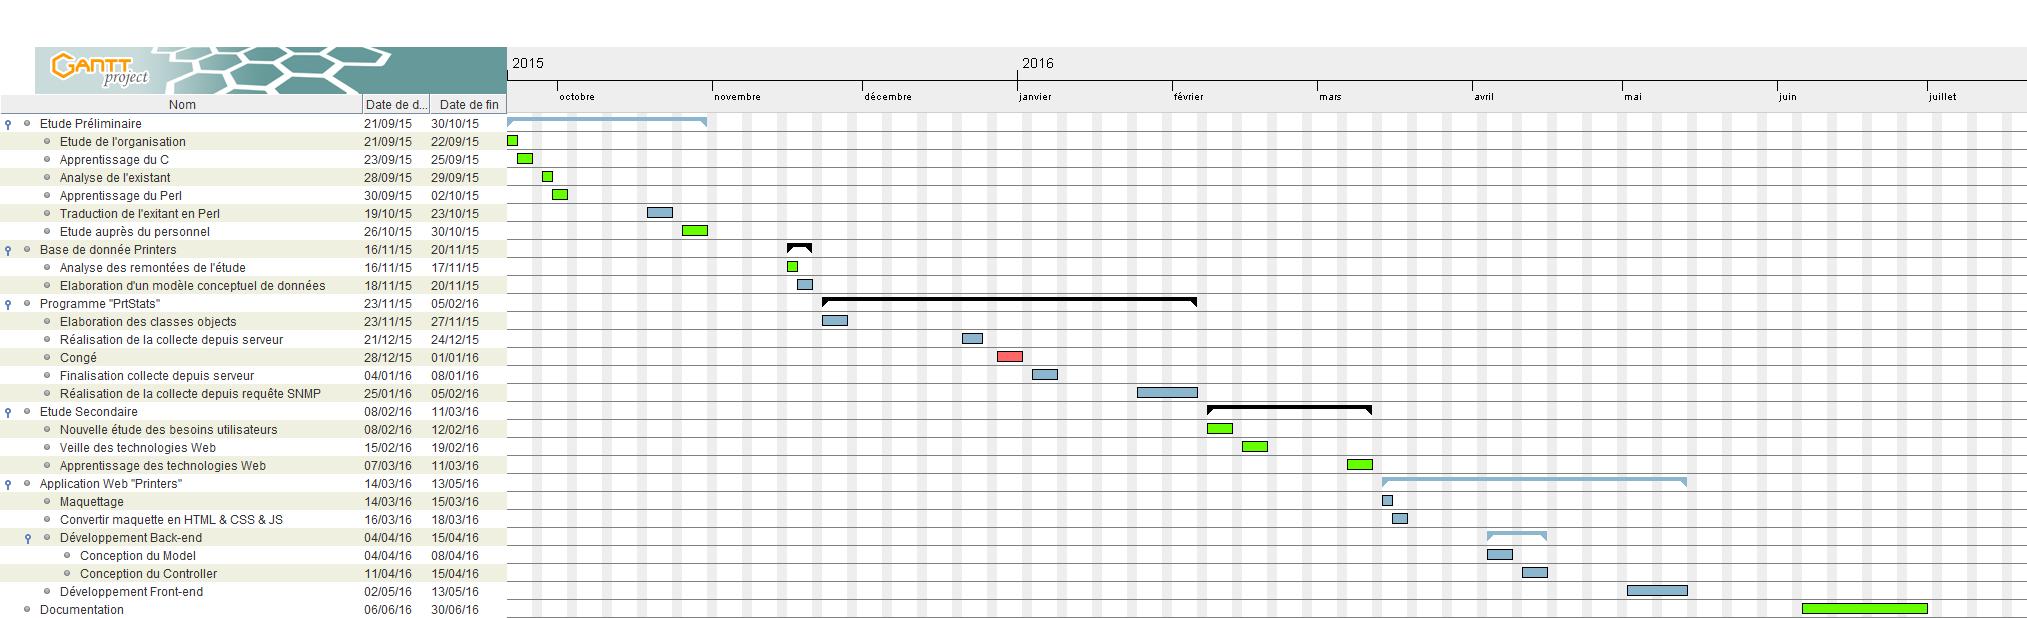 GANTT
project
2015 2016
Nom Date de d... Date de fin octobre novembre décembre janvier février mars avril mai juin juillet
Etude Préliminaire 21/09/15 30/10/15
Etude de l'organisation 21/09/15 22/09/15
Apprentissage du C 23/09/15 25/09/15
Analyse de l'existant 28/09/15 29/09/15
Apprentissage du Perl 30/09/15 02/10/15
Traduction de l'exitant en Perl 19/10/15 23/10/15
Etude auprès du personnel 26/10/15 30/10/15
Base de donnée Printers 16/11/15 20/11/15
Analyse des remontées de l'étude 16/11/15 17/11/15
Elaboration d'un modèle conceptuel de données 18/11/15 20/11/15
Programme "PrtStats" 23/11/15 05/02/16
Elaboration des classes objects 23/11/15 27/11/15
Réalisation de la collecte depuis serveur 21/12/15 24/12/15
Congé 28/12/15 01/01/16
Finalisation collecte depuis serveur 04/01/16 08/01/16
Réalisation de la collecte depuis requête SNMP 25/01/16 05/02/16
Etude Secondaire 08/02/16 11/03/16
Nouvelle étude des besoins utilisateurs 08/02/16 12/02/16
Veille des technologies Web 15/02/16 19/02/16
Apprentissage des technologies Web 07/03/16 11/03/16
Application Web "Printers" 14/03/16 13/05/16
Maquettage 14/03/16 15/03/16
Convertir maquette en HTML & CSS & JS 16/03/16 18/03/16
Développement Back-end 04/04/16 15/04/16
Conception du Model 04/04/16 08/04/16
Conception du Controller 11/04/16 15/04/16
Développement Front-end 02/05/16 13/05/16
Documentation 06/06/16 30/06/16